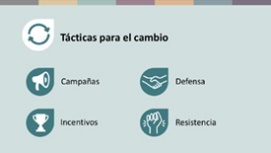 Tácticas para el cambio
Campañas
Defensa
Incentivos
Resistencia